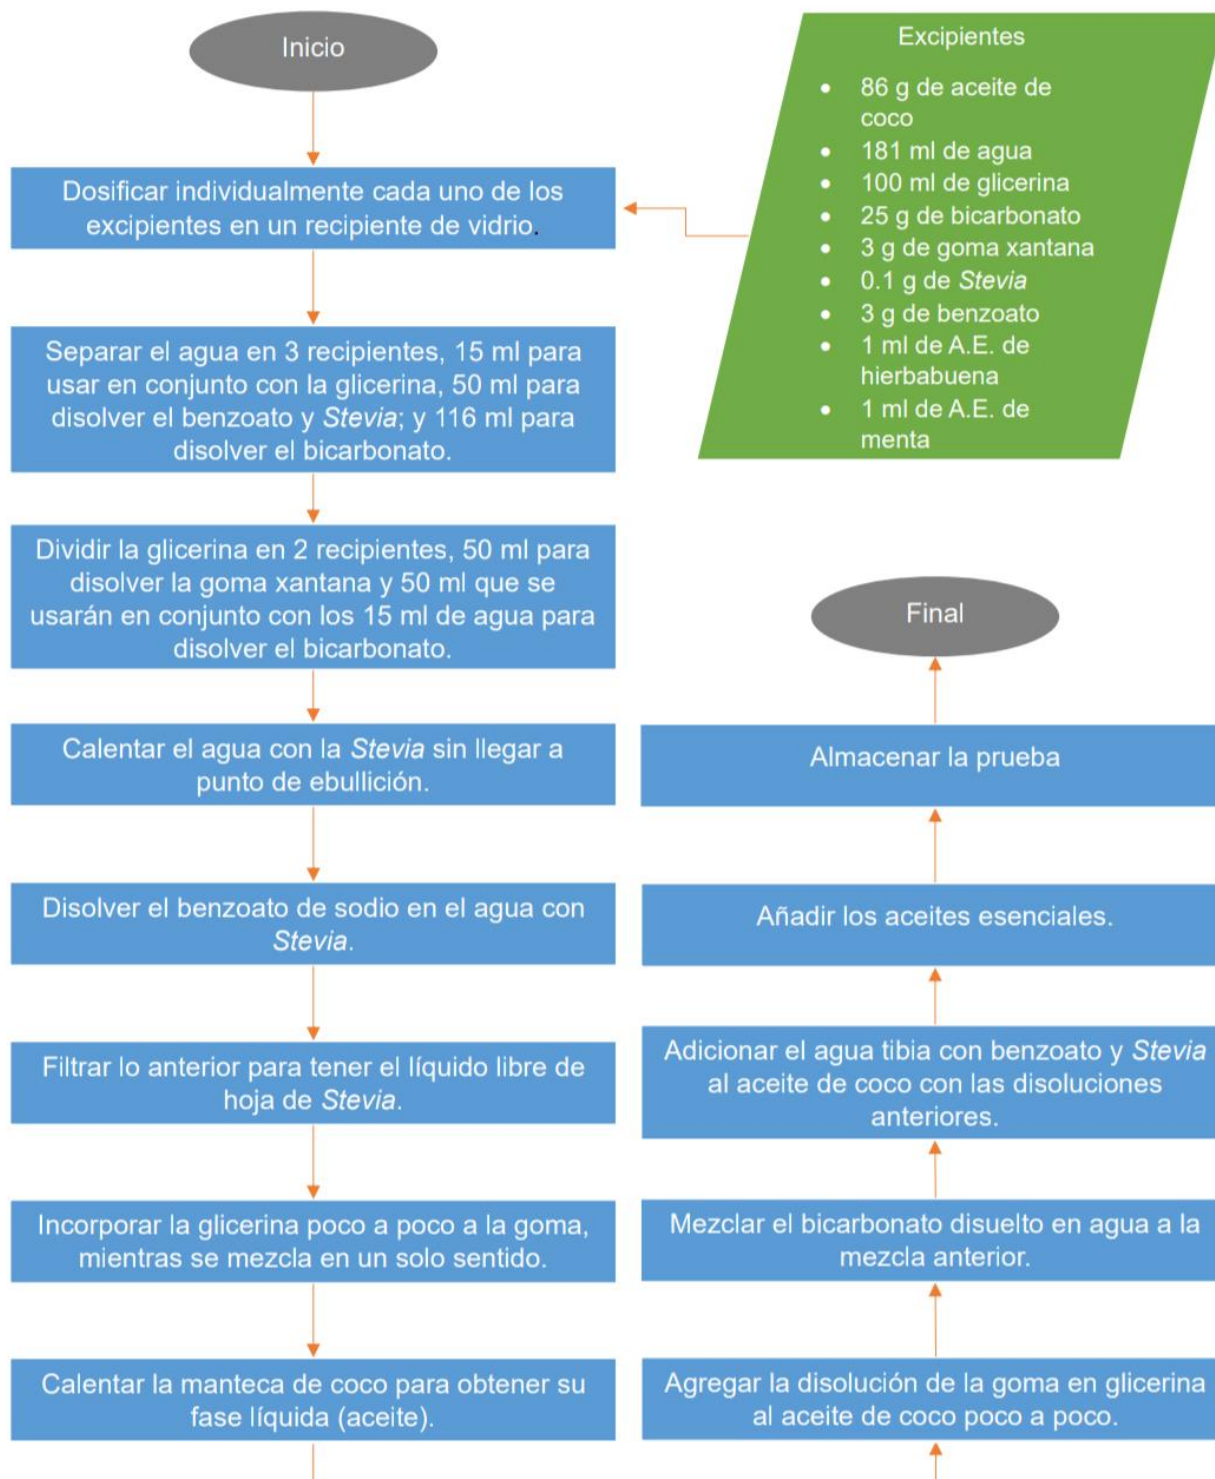 Inicio
Excipientes
• 86 g de aceite de
coco
• 181 ml de agua
• 100 ml de glicerina
• 25 g de bicarbonato
• 3 g de goma xantana
• 0.1 g de Stevia
• 3 g de benzoato
• 1 ml de A.E. de
hierbabuena
• 1 ml de A.E. de
menta
Dosificar individualmente cada uno de los
excipientes en un recipiente de vidrio.
Separar el agua en 3 recipientes, 15 ml para
usar en conjunto con la glicerina, 50 ml para
disolver el benzoato y Stevia; y 116 ml para
disolver el bicarbonato.
Dividir la glicerina en 2 recipientes, 50 ml para
disolver la goma xantana y 50 ml que se
usarán en conjunto con los 15 ml de agua para
disolver el bicarbonato.
Calentar el agua con la Stevia sin llegar a
punto de ebullición.
Disolver el benzoato de sodio en el agua con
Stevia.
Filtrar lo anterior para tener el líquido libre de
hoja de Stevia.
Incorporar la glicerina poco a poco a la goma,
mientras se mezcla en un solo sentido.
Calentar la manteca de coco para obtener su
fase líquida (aceite).
Agregar la disolución de la goma en glicerina
al aceite de coco poco a poco.
Mezclar el bicarbonato disuelto en agua a la
mezcla anterior.
Adicionar el agua tibia con benzoato y Stevia
al aceite de coco con las disoluciones
anteriores.
Añadir los aceites esenciales.
Almacenar la prueba
Final